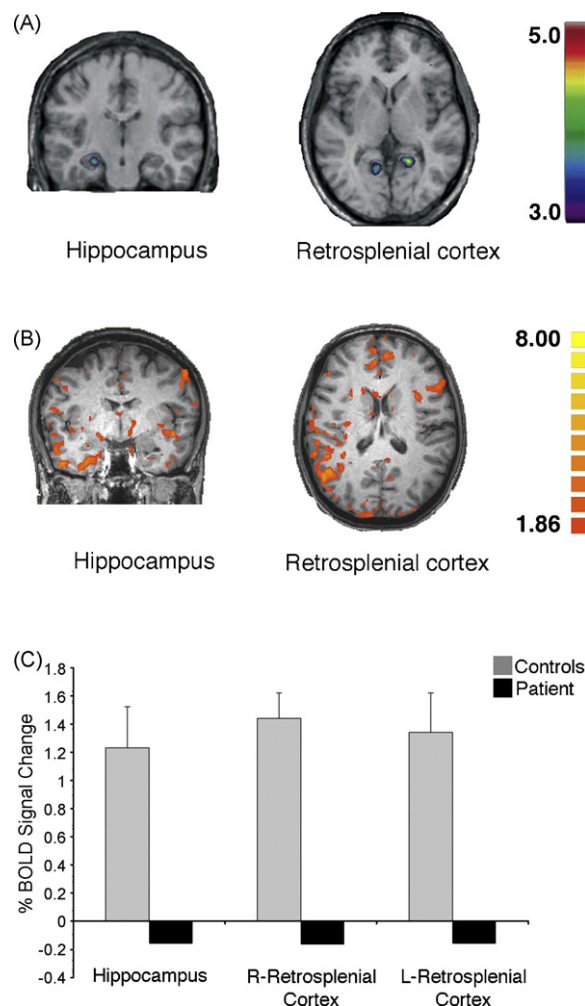 (A)
5.0
3.0
Hippocampus
Retrosplenial cortex
(B)
8.00
1.86
Hippocampus
Retrosplenial cortex
(C)
Controls
Patient
% BOLD Signal Change
1.8
1.6
1.4
1.2
1
0.8
0.6
0.4
0.2
0
-0.2
-0.4
Hippocampus
R-Retrosplenial
Cortex
L-Retrosplenial
Cortex